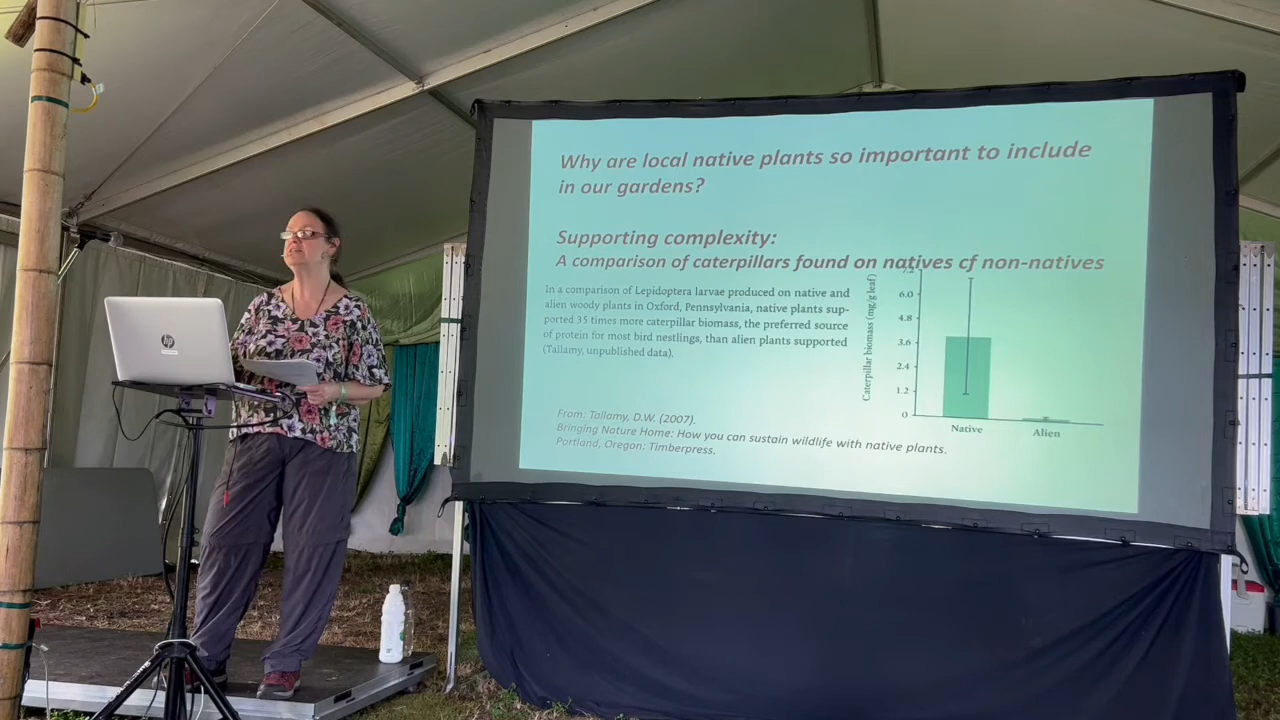 Why are local native plants so important to include
in our gardens?
Supporting complexity:
A comparison of caterpillars found on natives cf non-natives
In a comparison of Lepidoptera larvae produced on native and
alien woody plants in Oxford, Pennsylvania, native plants sup-
ported 35 times more caterpillar biomass, the preferred source
of protein for most bird nestlings, than alien plants supported
(Tallamy, unpublished data).
Caterpillar biomass (mg/g leaf)
6.0
4.8
3.6
2.4
1.2
0
Native
Alien
From: Tallamy, D.W. (2007).
Bringing Nature Home: How you can sustain wildlife with native plants.
Portland, Oregon: Timberpress.
hp